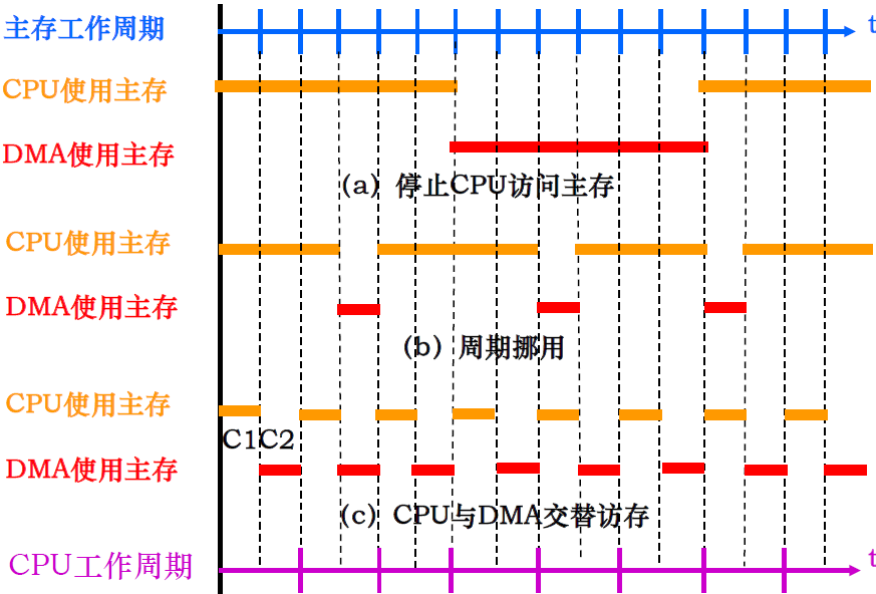 主存工作周期 t
CPU使用主存
DMA使用主存
(a) 停止CPU访问主存
CPU使用主存
DMA使用主存
(b) 周期挪用
CPU使用主存
C1C2
DMA使用主存
(c) CPU与DMA交替访存
CPU工作周期 t